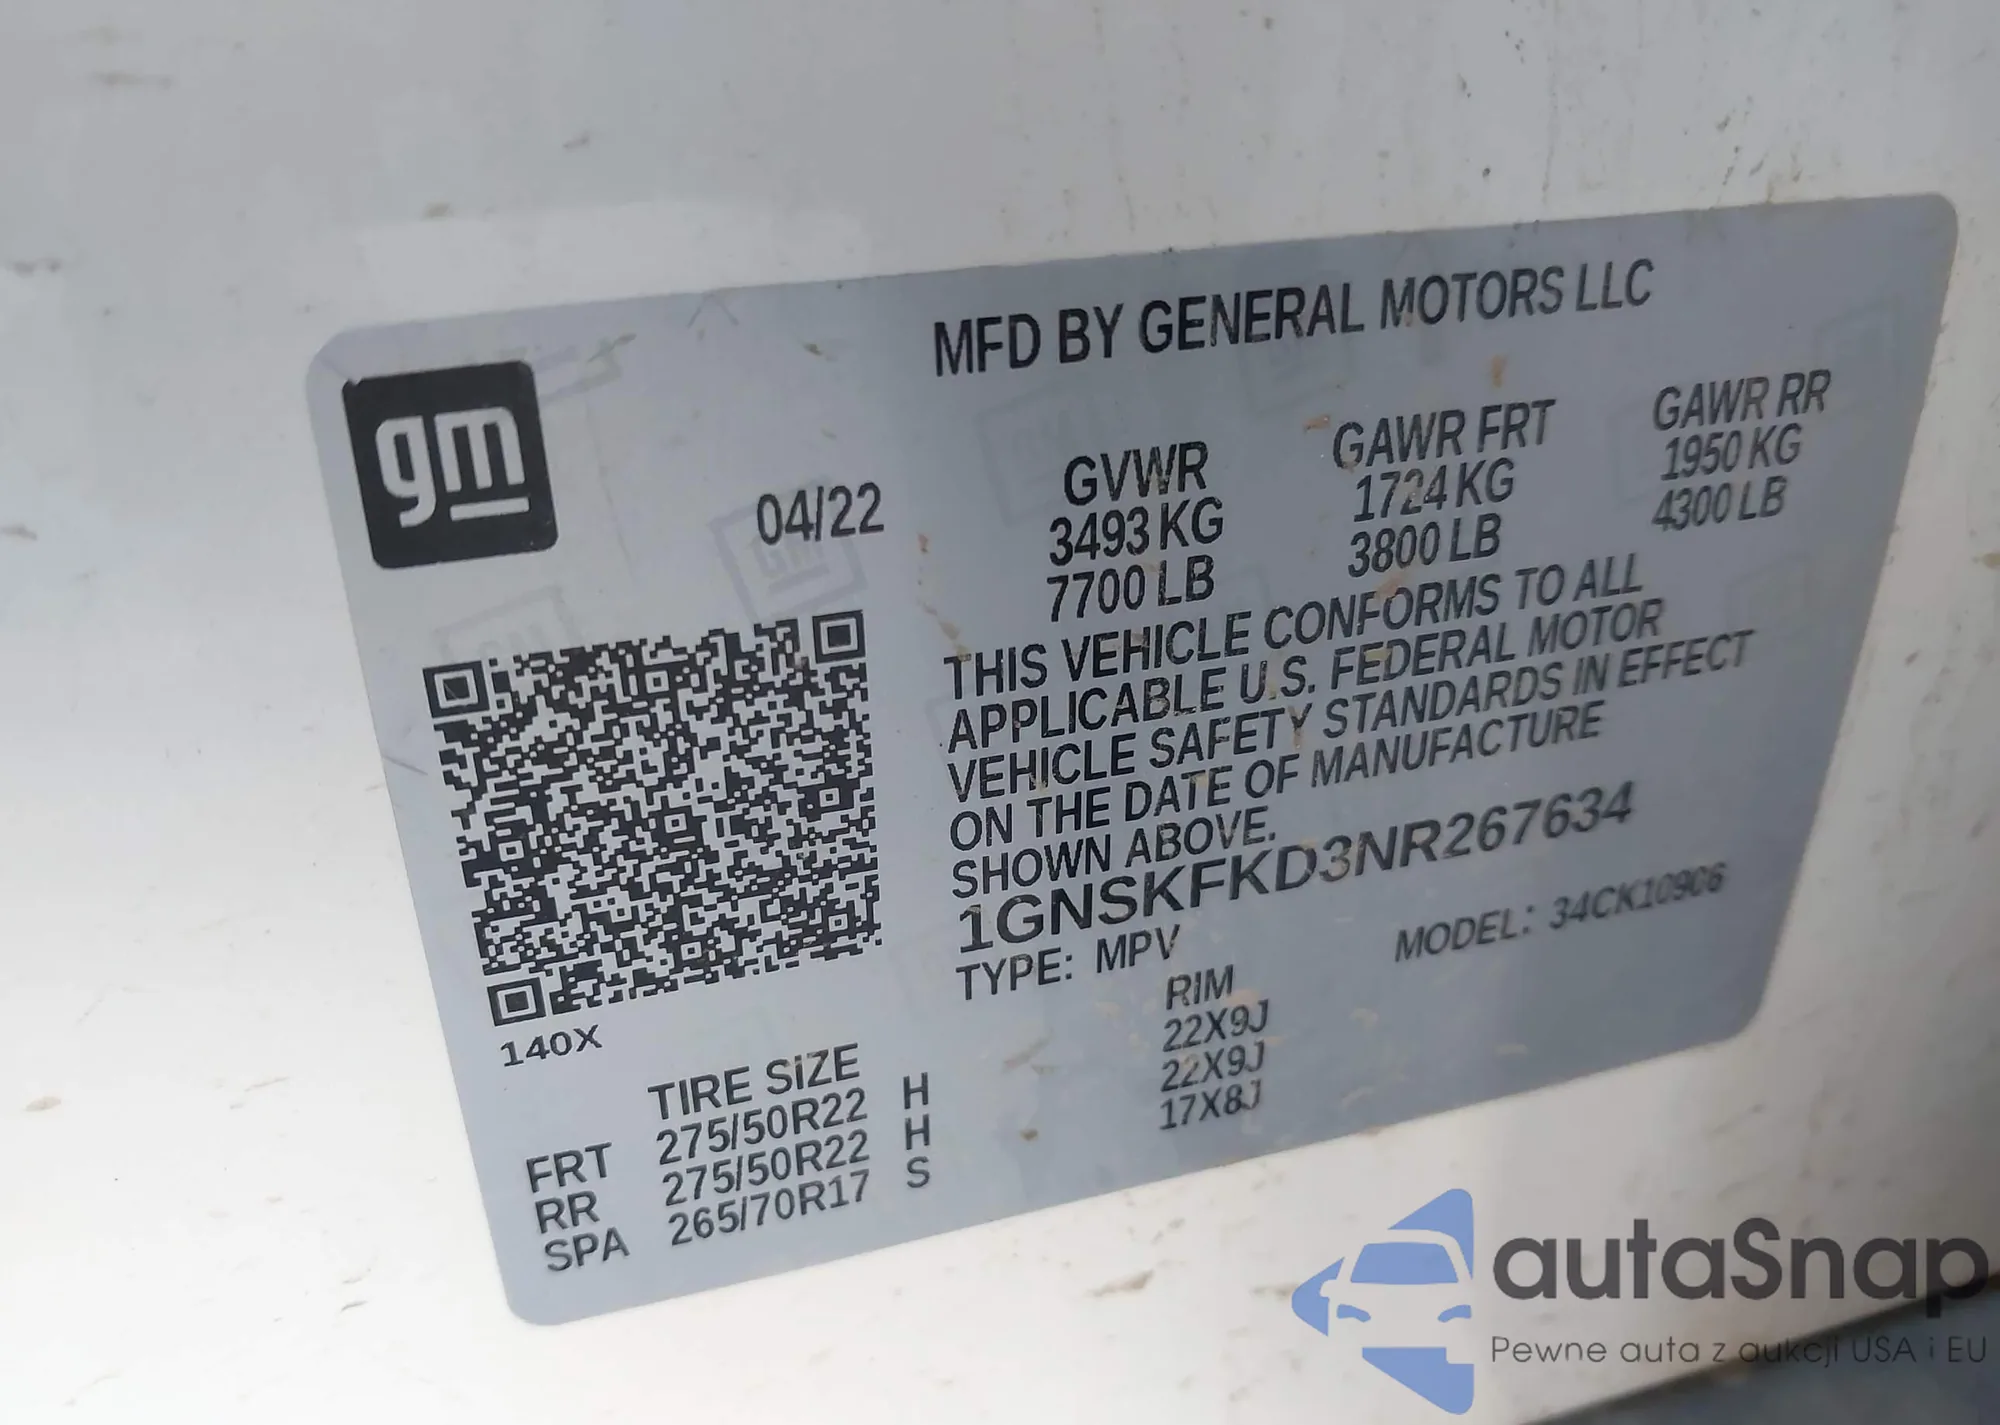 MFD BY GENERAL MOTORS LLC
gm
04/22
GVWR GAWR FRT GAWR RR
3493 KG 1724 KG 1950 KG
7700 LB 3800 LB 4300 LB
THIS VEHICLE CONFORMS TO ALL
APPLICABLE U.S. FEDERAL MOTOR
VEHICLE SAFETY STANDARDS IN EFFECT
ON THE DATE OF MANUFACTURE
SHOWN ABOVE.
1GNSKFKD3NR267634
TYPE: MPV MODEL: 34CK10906
140X
TIRE SIZE RIM
FRT 275/50R22 H 22X9J
RR 275/50R22 H 22X9J
SPA 265/70R17 S 17X8J
autaSnap
Pewne auta z aukcji USA i EU